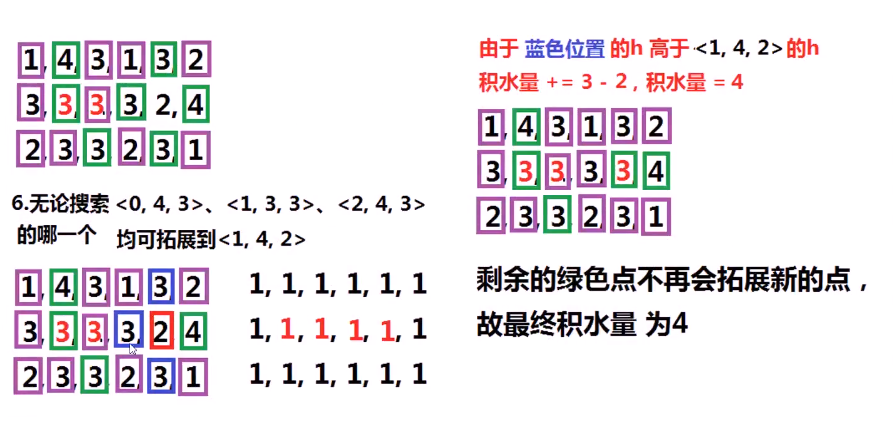 1, 4, 3, 1, 3, 2
3, 3, 3, 3, 2, 4
2, 3, 3, 2, 3, 1
6.无论搜索 <0, 4, 3>、<1, 3, 3>、<2, 4, 3>
的哪一个 均可拓展到<1, 4, 2>
1, 4, 3, 1, 3, 2
3, 3, 3, 3, 2, 4
2, 3, 3, 2, 3, 1
1, 1, 1, 1, 1, 1
1, 1, 1, 1, 1, 1
1, 1, 1, 1, 1, 1
由于 蓝色位置 的h 高于 <1, 4, 2> 的h
积水量 += 3 - 2 , 积水量 = 4
1, 4, 3, 1, 3, 2
3, 3, 3, 3, 3, 4
2, 3, 3, 2, 3, 1
剩余的绿色点不再会拓展新的点，
故最终积水量 为4